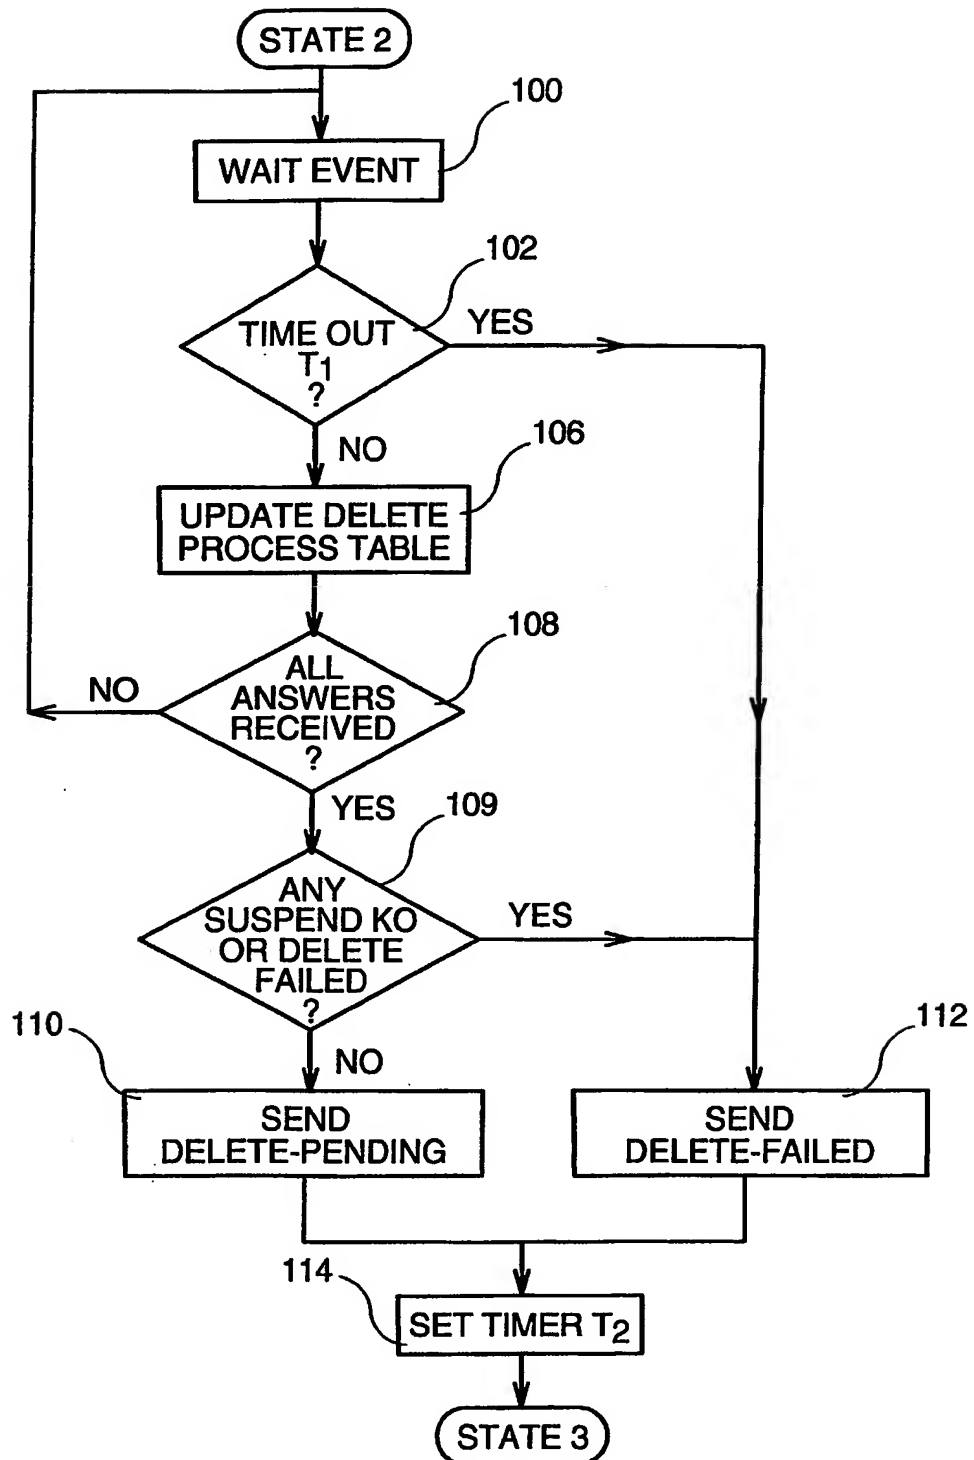 STATE 2
100
WAIT EVENT
102
TIME OUT
T1
?
YES
NO
106
UPDATE DELETE
PROCESS TABLE
108
ALL
ANSWERS
RECEIVED
?
NO
YES
109
ANY
SUSPEND KO
OR DELETE
FAILED
?
YES
NO
110
SEND
DELETE-PENDING
112
SEND
DELETE-FAILED
114
SET TIMER T2
STATE 3